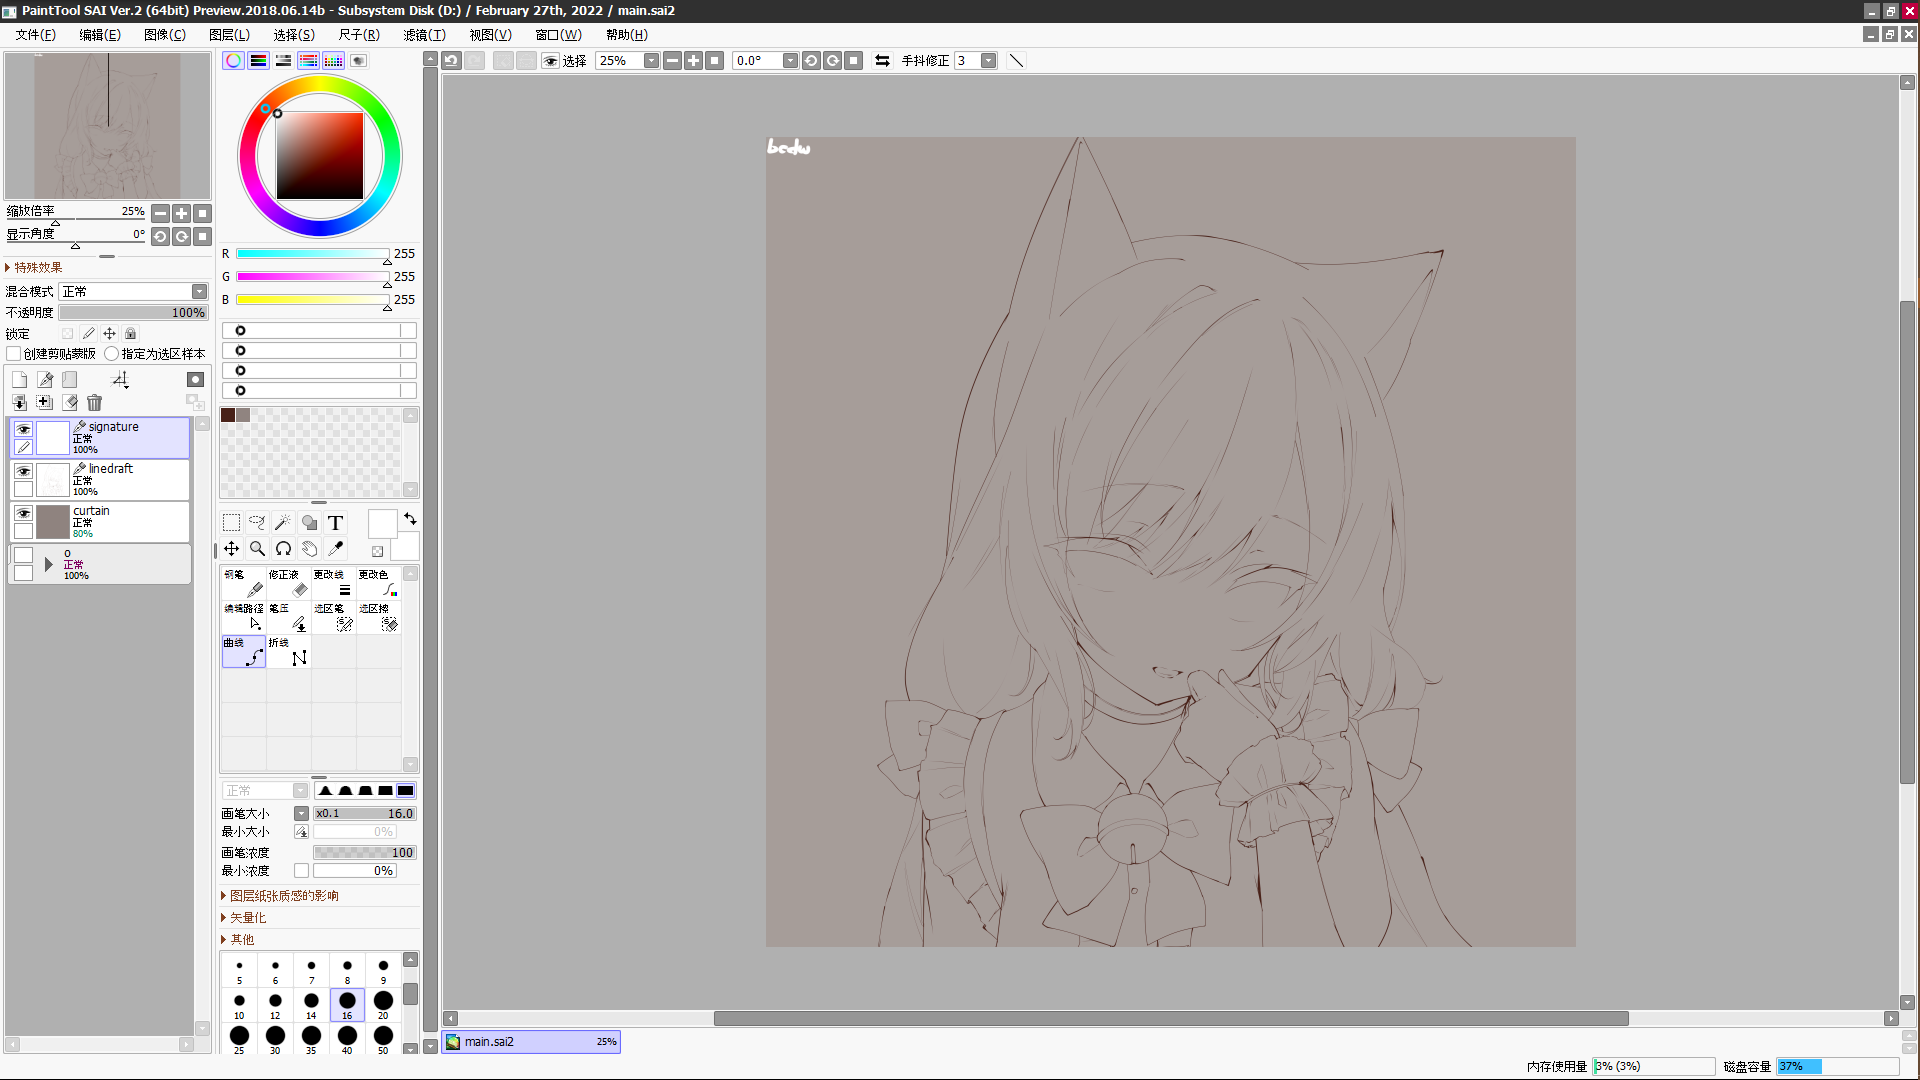 PaintTool SAI Ver.2 (64bit) Preview.2018.06.14b - Subsystem Disk (D:) / February 27th, 2022 / main.sai2
文件(F) 编辑(E) 图像(C) 图层(L) 选择(S) 尺子(R) 滤镜(T) 视图(V) 窗口(W) 帮助(H)
选择 25% 0.0° 手抖修正 3
缩放倍率 25%
显示角度 0°
特殊效果
混合模式 正常
不透明度 100%
锁定
创建剪贴蒙版 指定为选区样本
signature
正常
100%
linedraft
正常
100%
curtain
正常
80%
0
正常
100%
R 255
G 255
B 255
T
钢笔 修正液 更改线 更改色
编辑路径 笔压 选区笔 选区擦
曲线 折线
正常
画笔大小 x0.1 16.0
最小大小 0%
画笔浓度 100
最小浓度 0%
图层纸张质感的影响
矢量化
其他
5 6 7 8 9
10 12 14 16 20
25 30 35 40 50
bedw
main.sai2 25%
内存使用量 3% (3%) 磁盘容量 37%